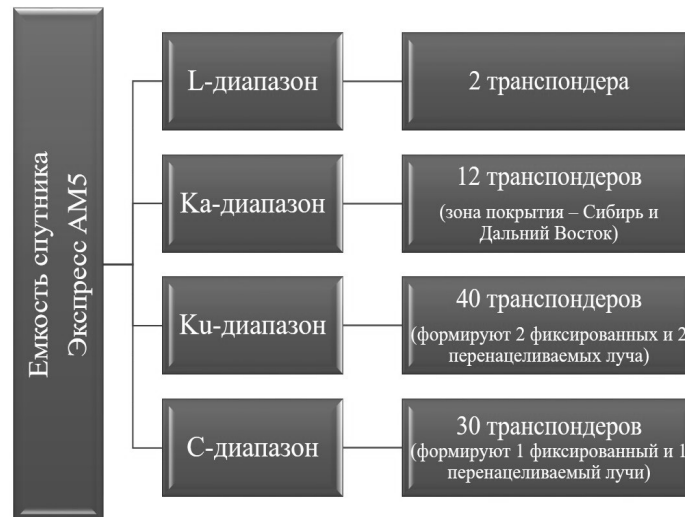 Емкость спутника
Экспресс АМ5
L-диапазон
2 транспондера
Ka-диапазон
12 транспондеров
(зона покрытия – Сибирь и
Дальний Восток)
Ku-диапазон
40 транспондеров
(формируют 2 фиксированных и 2
перенацеливаемых луча)
C-диапазон
30 транспондеров
(формируют 1 фиксированный и 1
перенацеливаемый лучи)